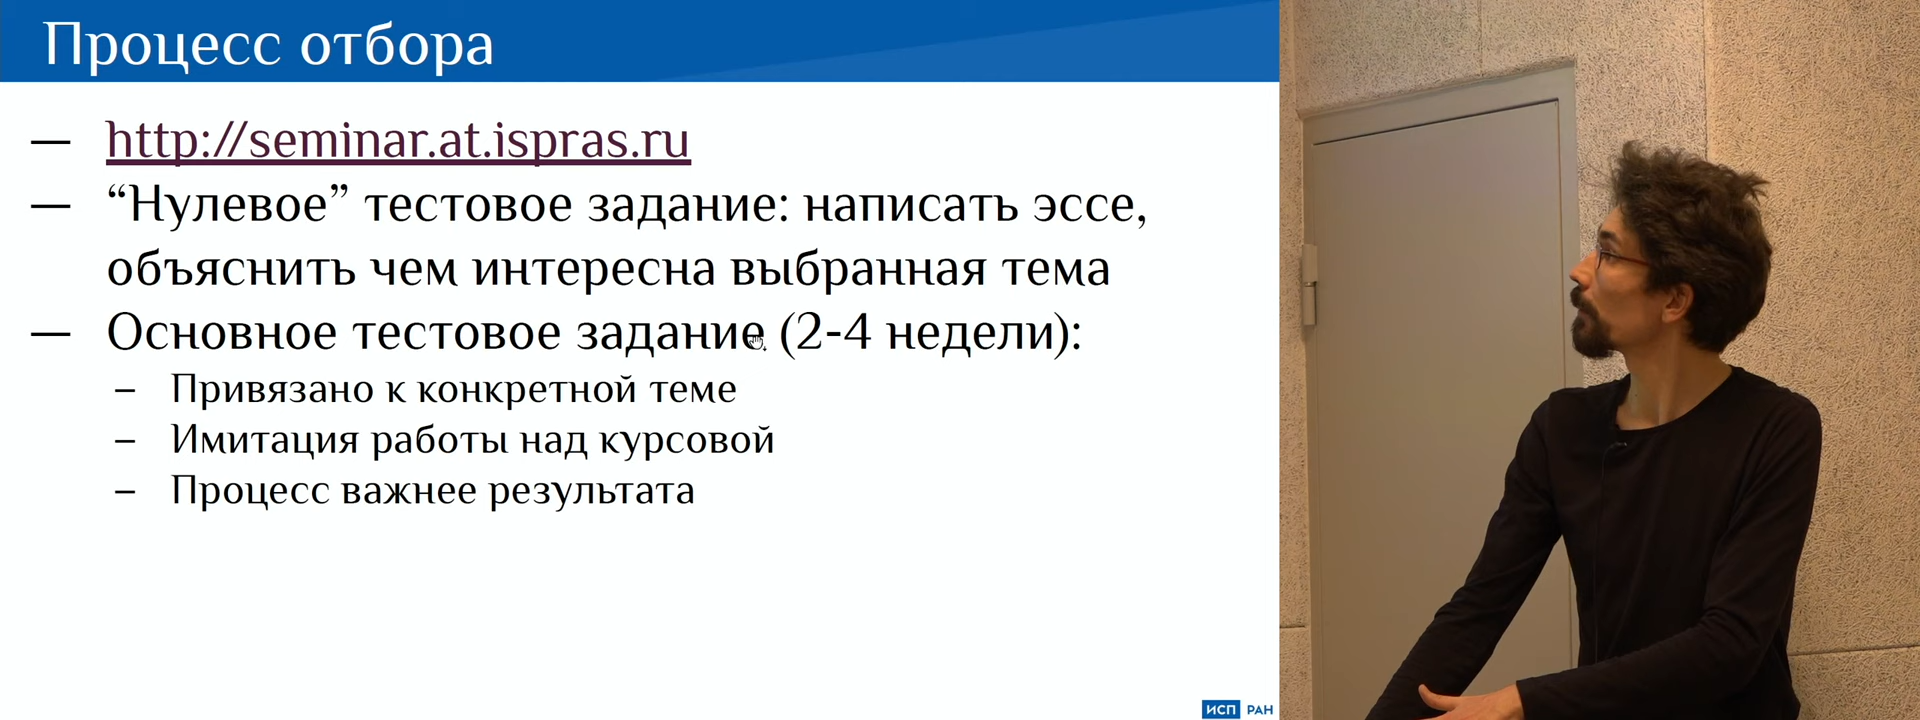 Процесс отбора
— http://seminar.at.ispras.ru
— “Нулевое” тестовое задание: написать эссе,
объяснить чем интересна выбранная тема
— Основное тестовое задание (2-4 недели):
– Привязано к конкретной теме
– Имитация работы над курсовой
– Процесс важнее результата
ИСП РАН